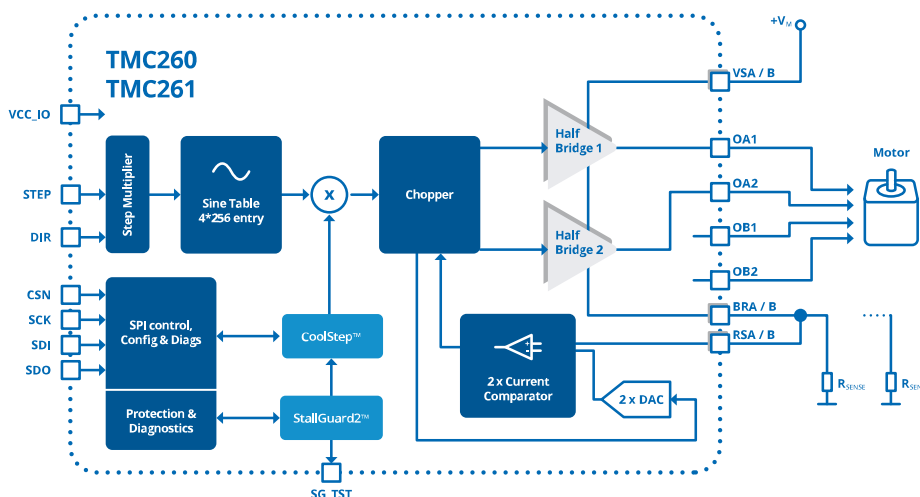 TMC260
TMC261
+VM
VSA / B
VCC_IO
STEP
DIR
Step Multiplier
Sine Table
4*256 entry
x
Chopper
Half
Bridge 1
Half
Bridge 2
OA1
OA2
OB1
OB2
Motor
CSN
SCK
SDI
SDO
SPI control,
Config & Diags
Protection &
Diagnostics
CoolStep™
StallGuard2™
2 x Current
Comparator
2 x DAC
BRA / B
RSA / B
RSENSE
RSEN
SG_TST